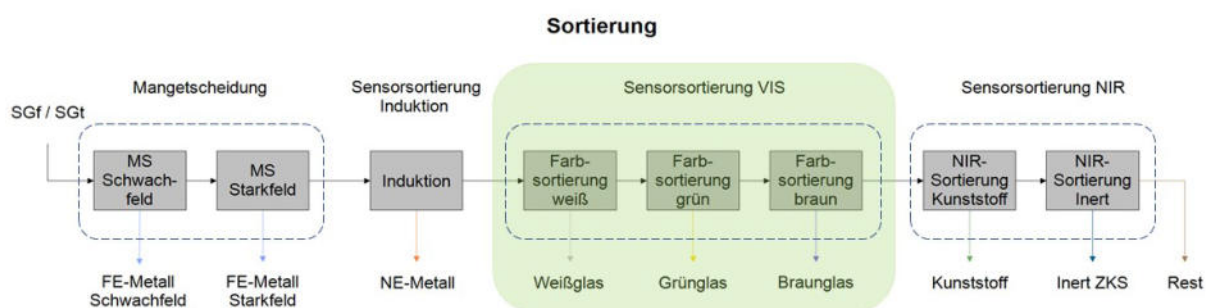 Sortierung
Mangetscheidung
Sensorsortierung
Induktion
Sensorsortierung VIS
Sensorsortierung NIR
SGf / SGt
MS
Schwach-
feld
MS
Starkfeld
Induktion
Farb-
sortierung
weiß
Farb-
sortierung
grün
Farb-
sortierung
braun
NIR-
Sortierung
Kunststoff
NIR-
Sortierung
Inert
FE-Metall
Schwachfeld
FE-Metall
Starkfeld
NE-Metall
Weißglas
Grünglas
Braunglas
Kunststoff
Inert ZKS
Rest